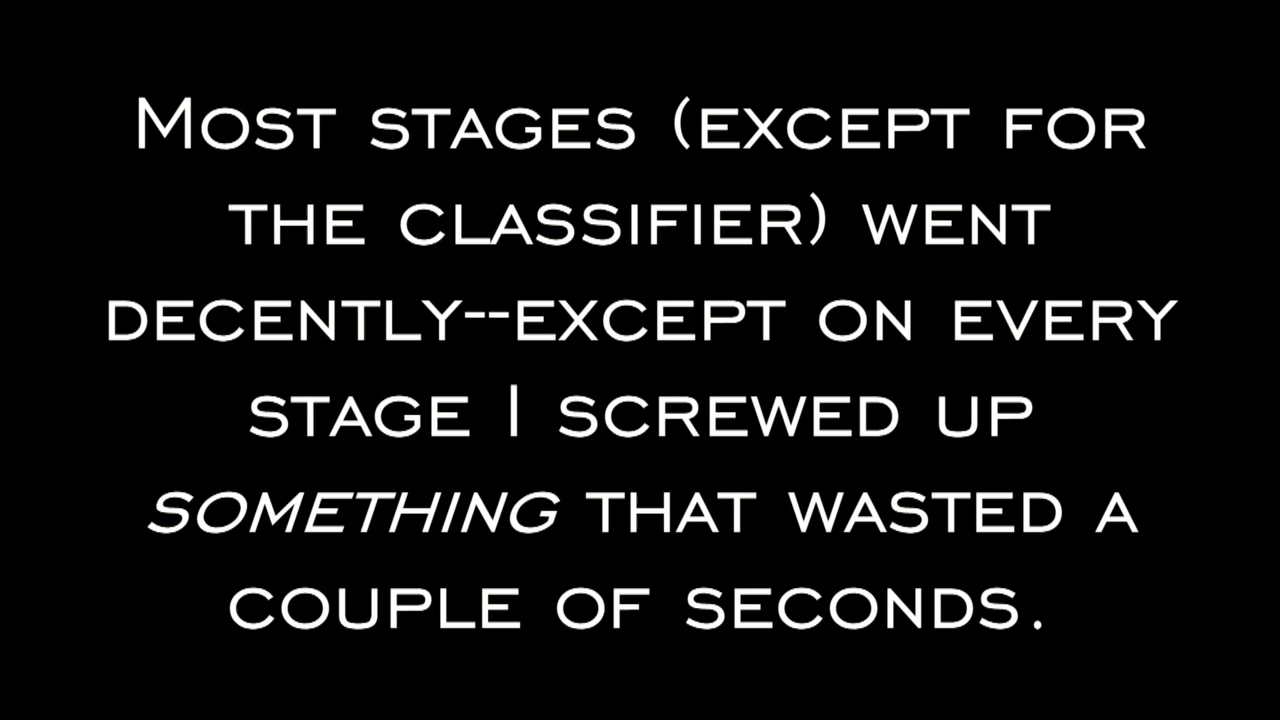 Most stages (except for
the classifier) went
decently--except on every
stage I screwed up
something that wasted a
couple of seconds.